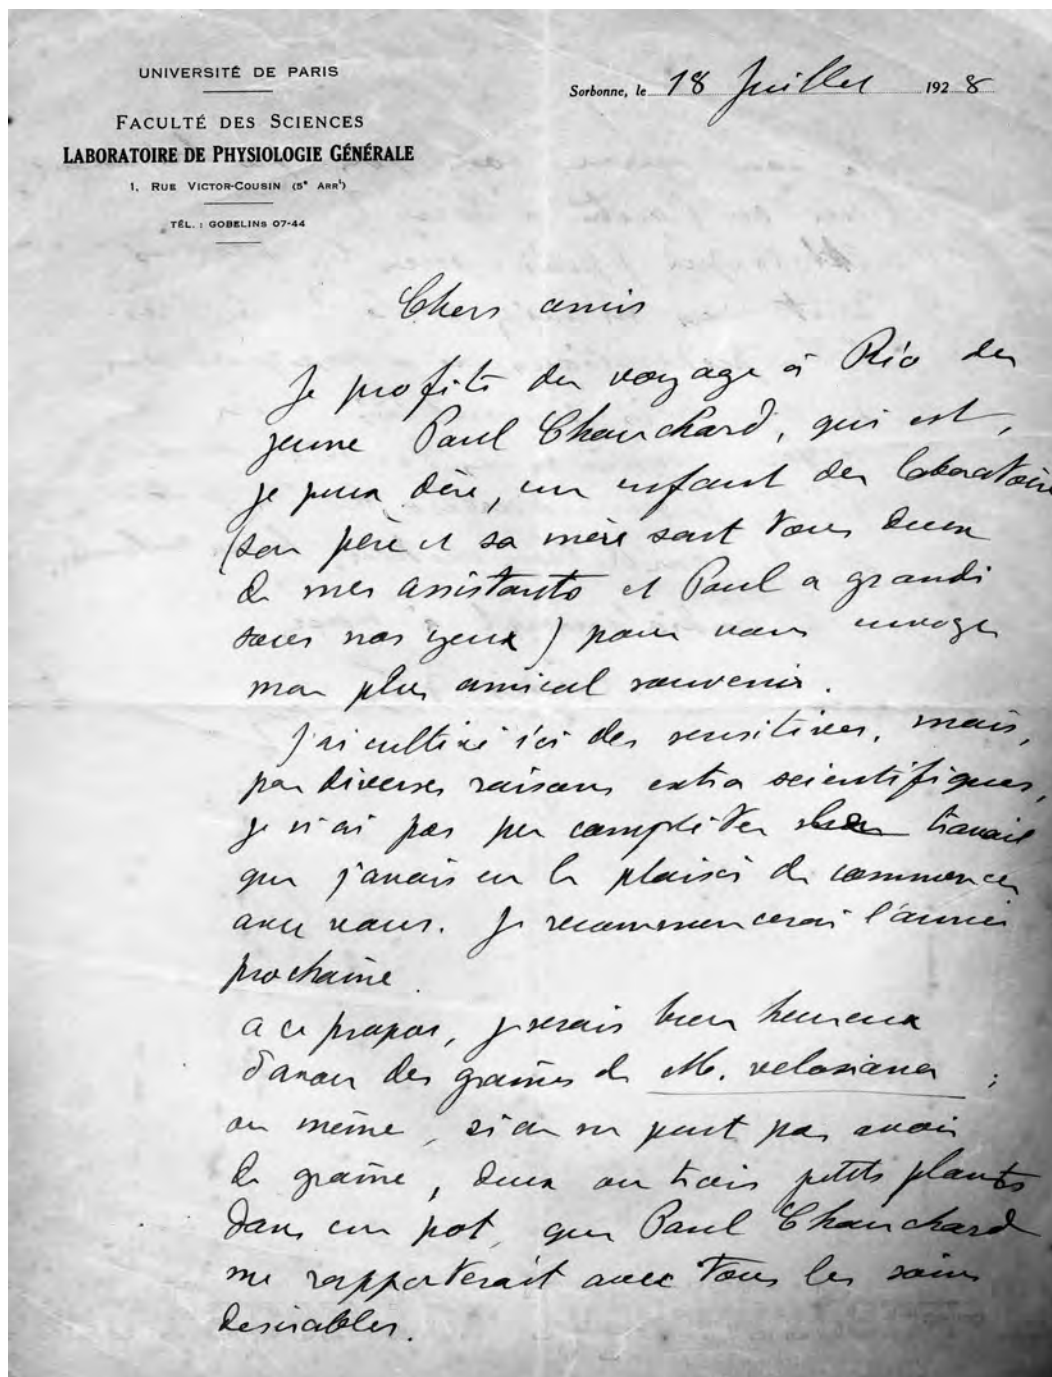 UNIVERSITÉ DE PARIS
FACULTÉ DES SCIENCES
LABORATOIRE DE PHYSIOLOGIE GÉNÉRALE
1, RUE VICTOR-COUSIN (5e ARRt)
TÉL. : GOBELINS 07-44
Sorbonne, le 18 Juillet 1928
Chers amis
Je profite du voyage à Rio du
jeune Paul Chauchard, qui est,
je peux dire, un enfant du laboratoire
(son père et sa mère sont tous deux
de mes assistants et Paul a grandi
sous nos yeux) pour vous envoyer
mon plus amical souvenir.
J'ai cultivé ici des sensitives, mais,
par diverses raisons extra scientifiques,
je n'ai pas pu compléter travail
que j'avais eu le plaisir de commencer
avec vous. Je recommencerai l'année
prochaine.
A ce propos, je serais bien heureux
d'avoir des graines de M. velosiana ;
ou même, si on ne peut pas avoir
de graine, deux ou trois petits plants
dans un pot, que Paul Chauchard
me rapporterait avec tous les soins
desirables.